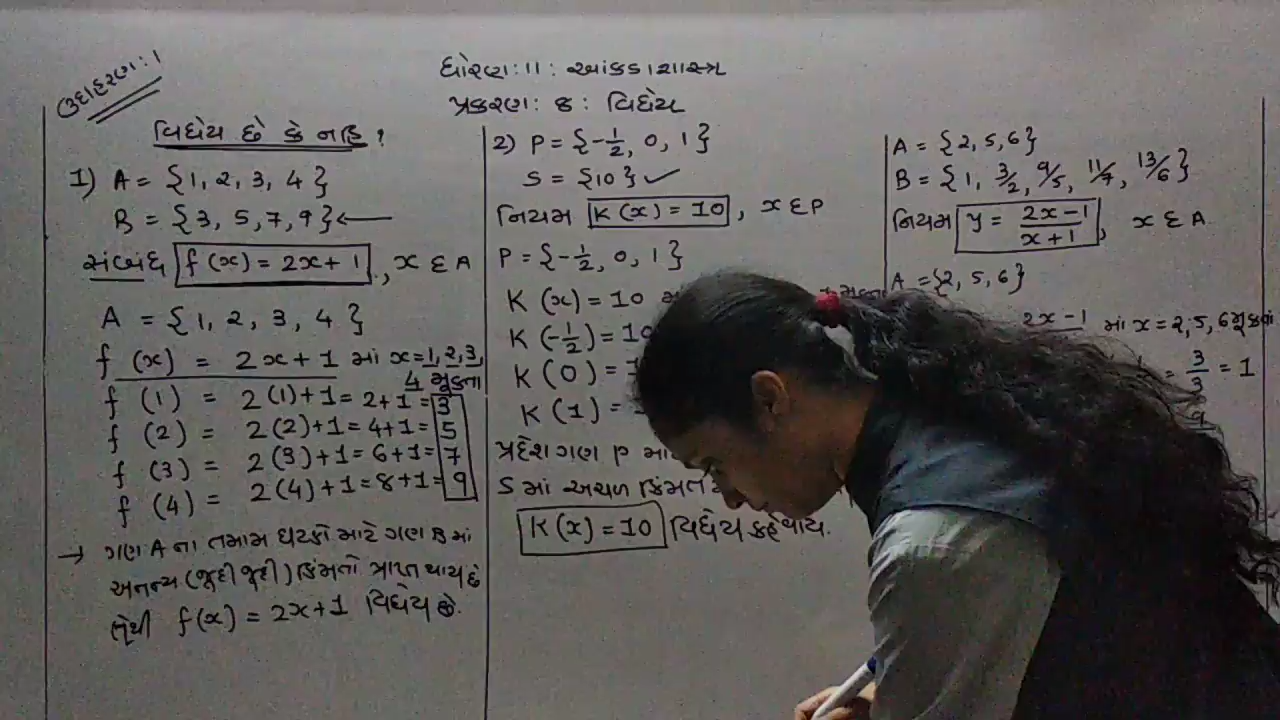 ઉદાહરણ: 1
ધોરણ: 11: આંકડાશાસ્ત્ર
પ્રકરણ: 8: વિધેય
વિધેય છે કે નહિ?
1) A = {1, 2, 3, 4}
B = {3, 5, 7, 9} ←
સંબંધ f(x) = 2x+1, x ε A
A = {1, 2, 3, 4}
f (x) = 2x+1 માં x=1,2,3,
4 મૂકતા
f (1) = 2(1)+1=2+1=3
f (2) = 2(2)+1=4+1=5
f (3) = 2(3)+1=6+1=7
f (4) = 2(4)+1=8+1=9
→ ગણ A ના તમામ ઘટકો માટે ગણ B માં
અનન્ય (જૂદી જૂદી) કિંમતો પ્રાપ્ત થાય છે
તેથી f(x) = 2x+1 વિધેય છે.
2) P = {-1/2, 0, 1}
S = {10} ✓
નિયમ K(x) = 10, x ε P
P = {-1/2, 0, 1}
K (x) = 10
K (-1/2) = 10
K (0) =
K (1) =
પ્રદેશ ગણ P
S માં અચળ કિંમત
K(x) = 10 વિધેય કહેવાય.
A = {2, 5, 6}
B = {1, 3/2, 9/5, 11/7, 13/6}
નિયમ y = 2x-1/x+1, x ε A
A = {2, 5, 6}
2x-1 માં x = 2, 5, 6 મૂકતાં
= 3/3 = 1
9